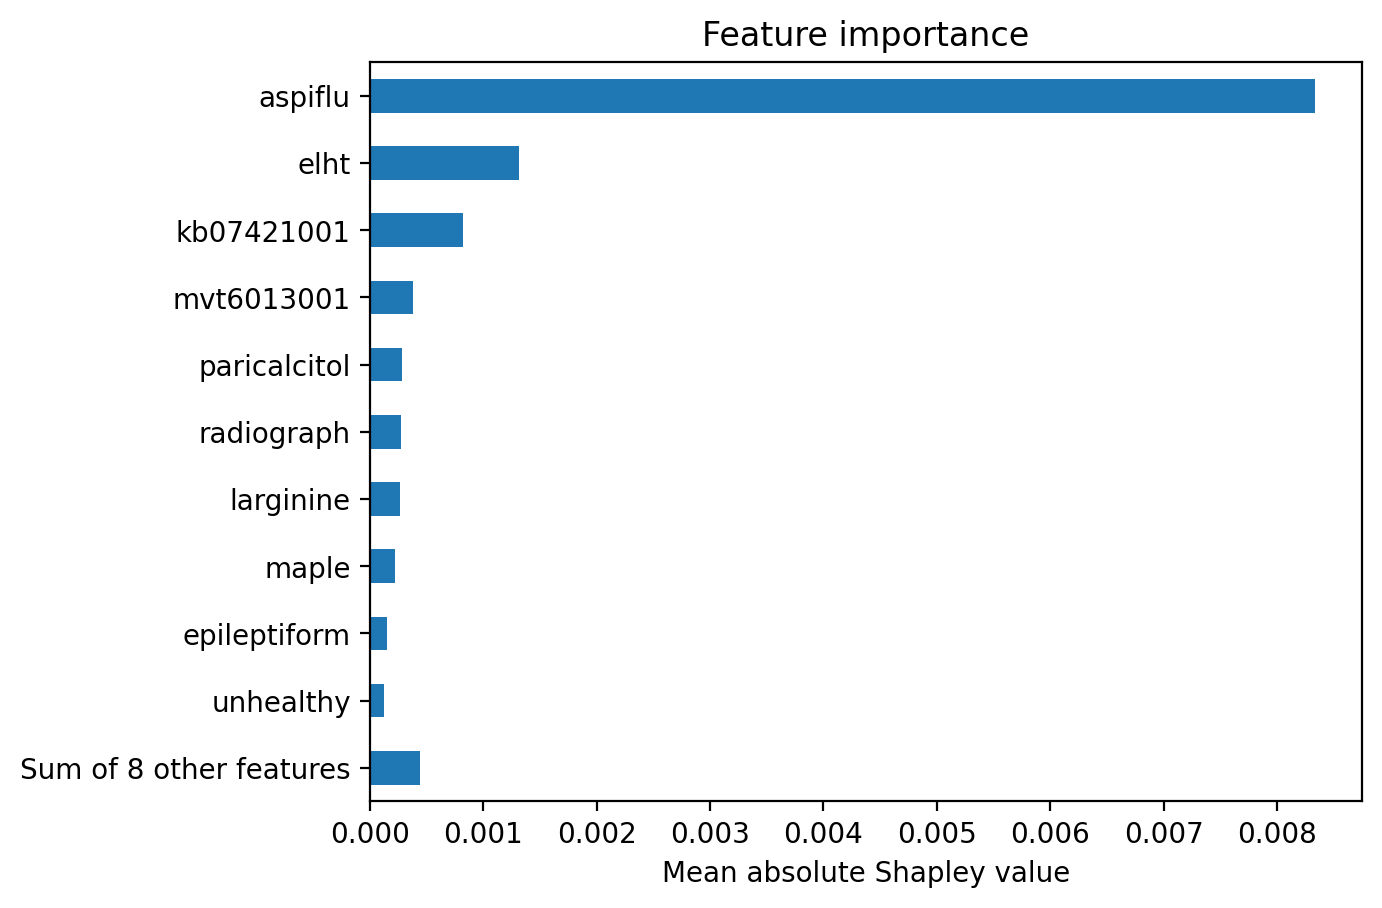 Feature importance
aspiflu
elht
kb07421001
mvt6013001
paricalcitol
radiograph
larginine
maple
epileptiform
unhealthy
Sum of 8 other features
0.000 0.001 0.002 0.003 0.004 0.005 0.006 0.007 0.008
Mean absolute Shapley value